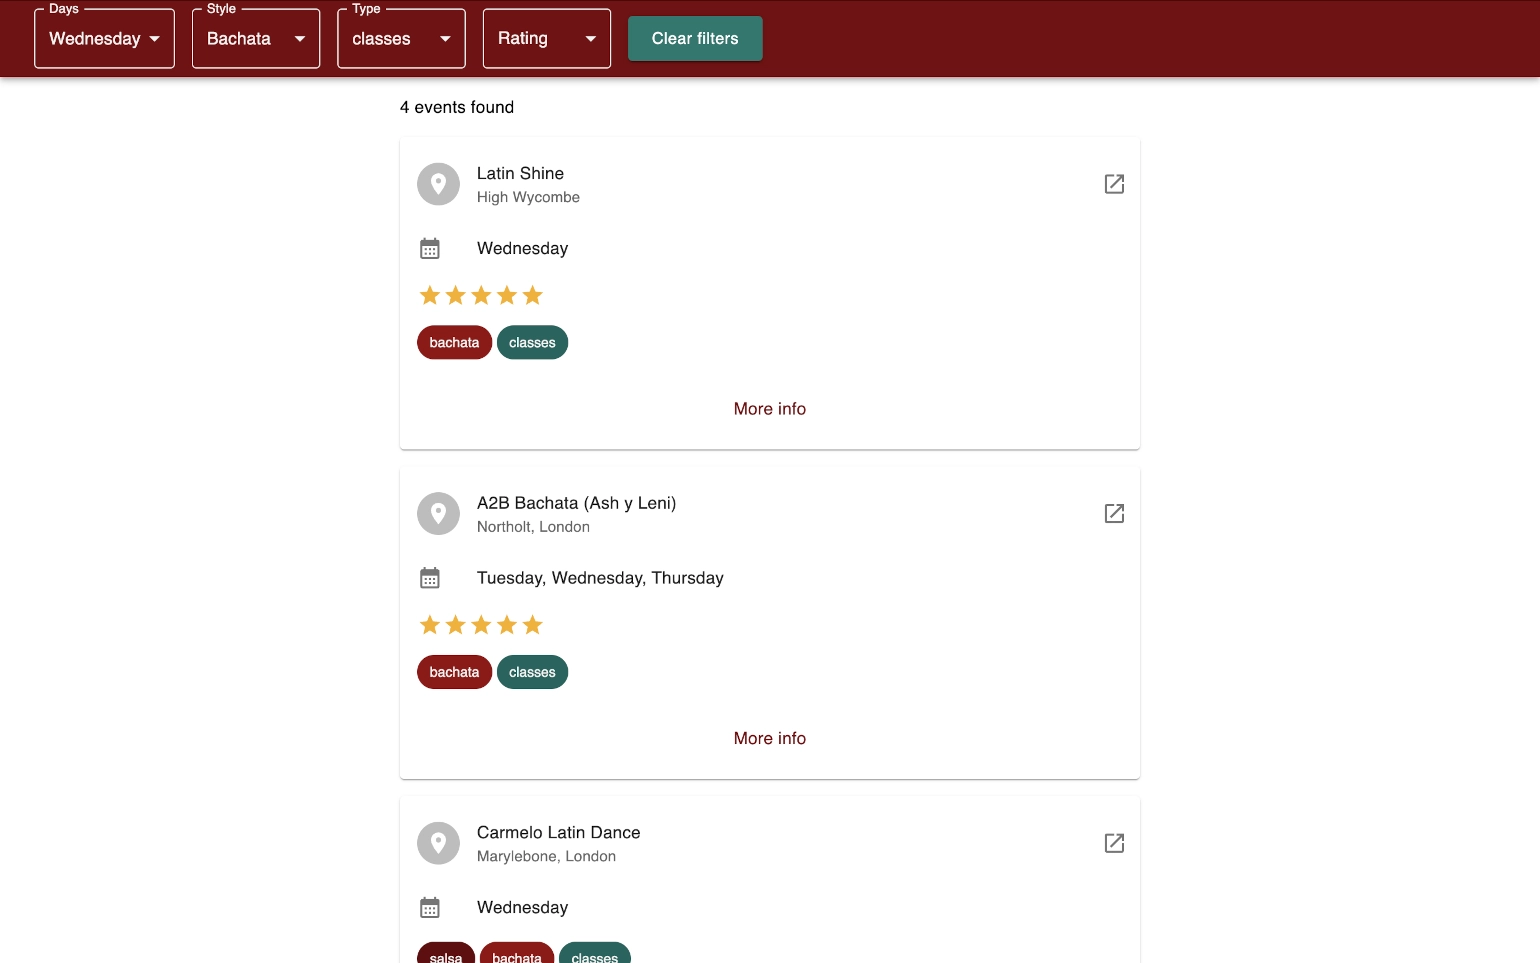 Days Style Type
Wednesday Bachata classes Rating Clear filters
4 events found
Latin Shine
High Wycombe
Wednesday
bachata classes
More info
A2B Bachata (Ash y Leni)
Northolt, London
Tuesday, Wednesday, Thursday
bachata classes
More info
Carmelo Latin Dance
Marylebone, London
Wednesday
salsa bachata classes